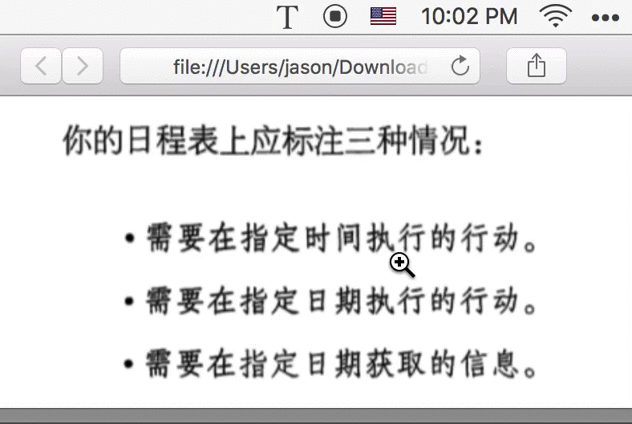 T 10:02 PM
file:///Users/jason/Download
你的日程表上应标注三种情况：
• 需要在指定时间执行的行动。
• 需要在指定日期执行的行动。
• 需要在指定日期获取的信息。